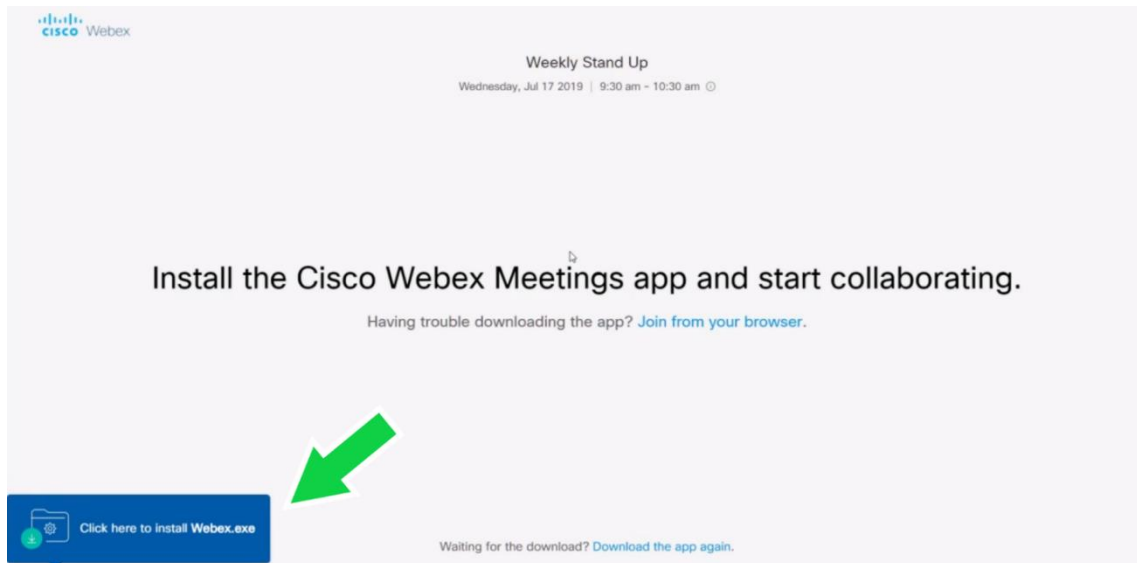 CISCO Webex
Weekly Stand Up
Wednesday, Jul 17 2019 | 9:30 am - 10:30 am
Install the Cisco Webex Meetings app and start collaborating.
Having trouble downloading the app? Join from your browser.
Click here to install Webex.exe
Waiting for the download? Download the app again.